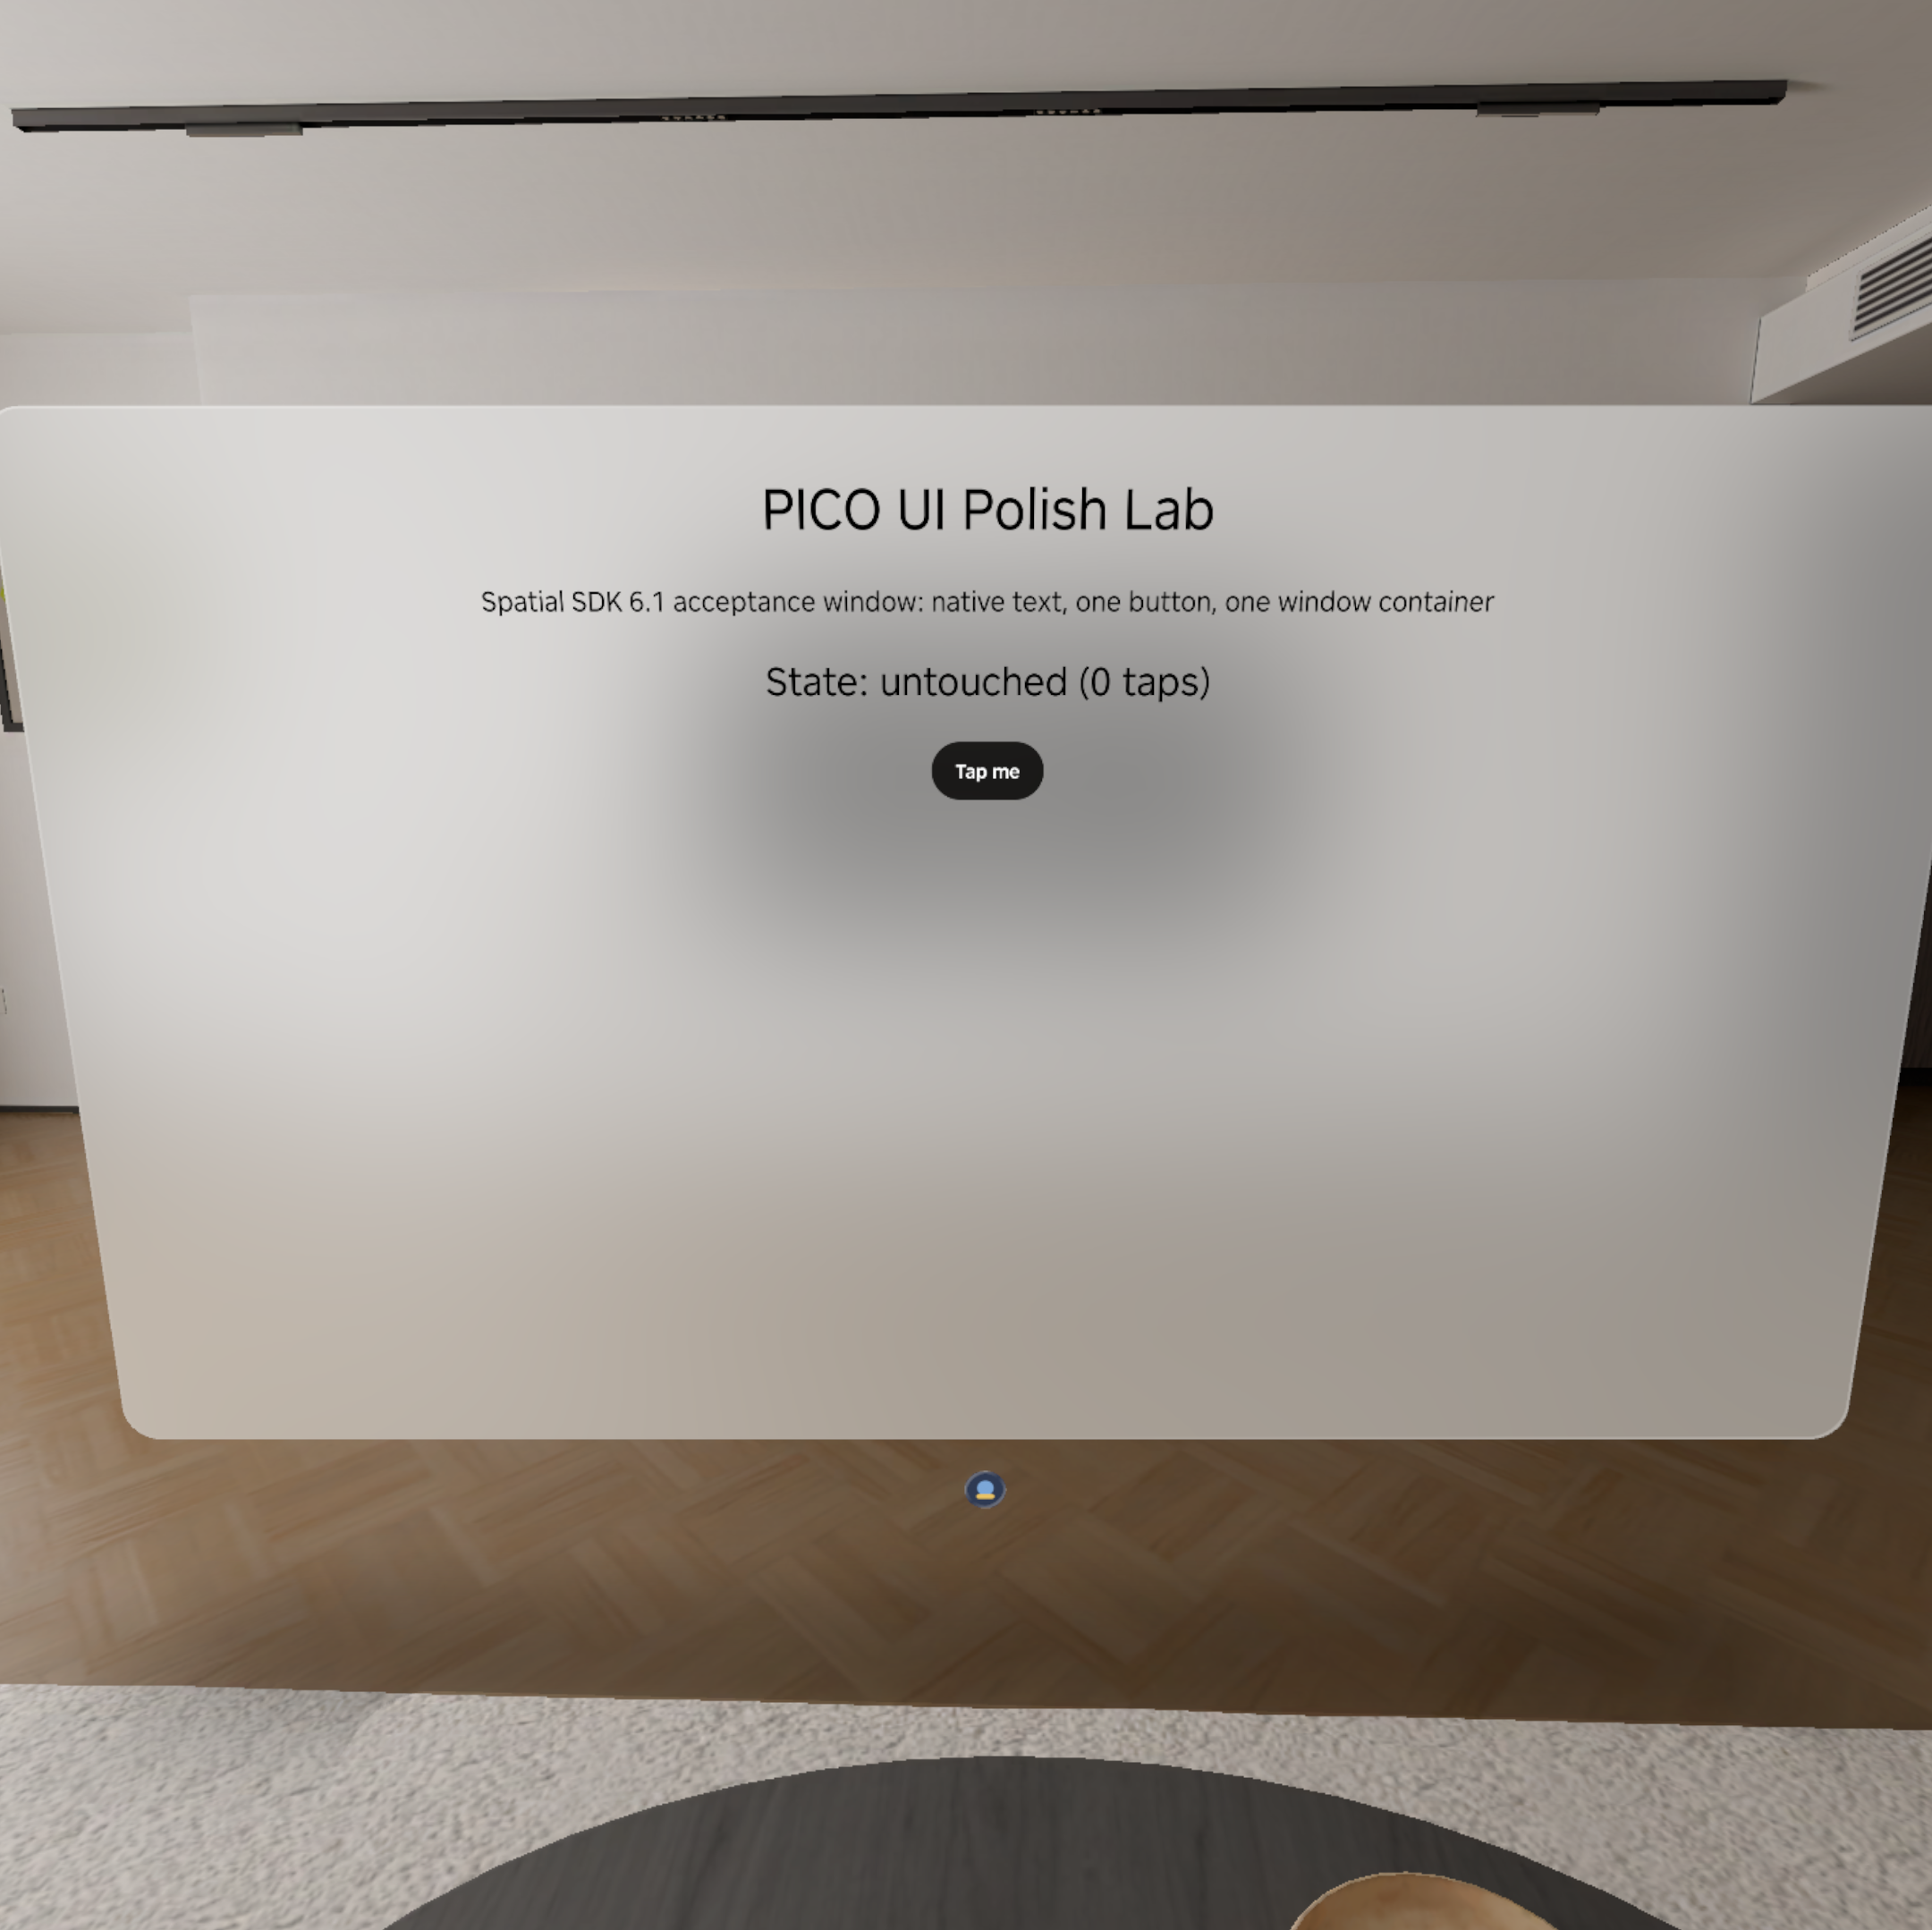 PICO UI Polish Lab
Spatial SDK 6.1 acceptance window: native text, one button, one window container
State: untouched (0 taps)
Tap me